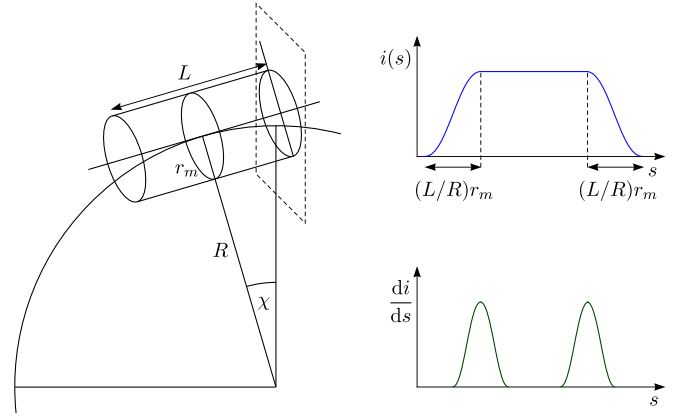 L
r_m
R
χ
i(s)
s
(L/R)r_m
(L/R)r_m
di
ds
s